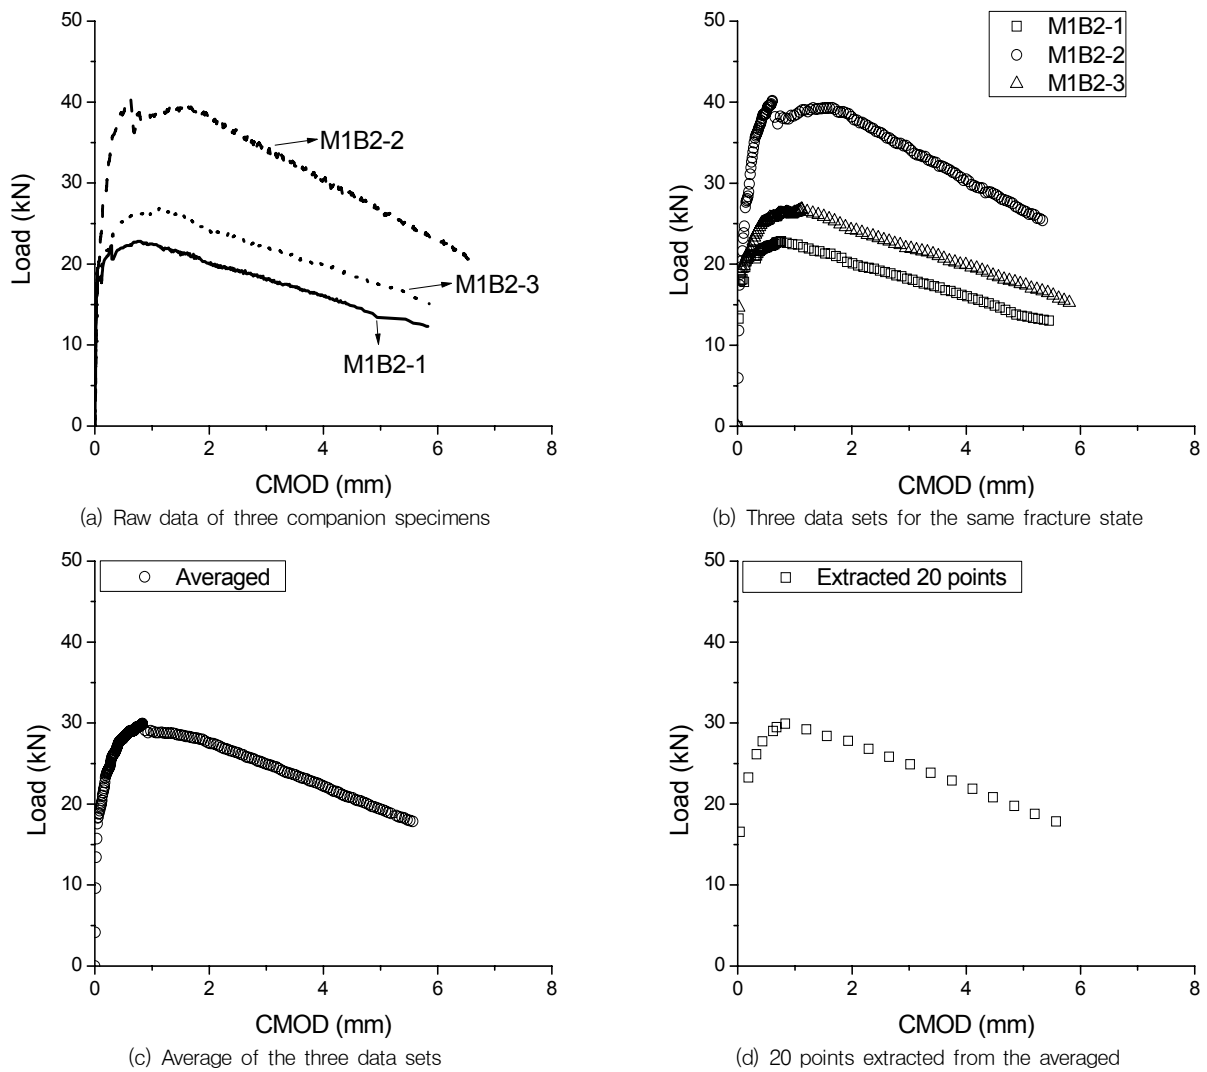 50
40
30
20
10
0
Load (kN)
M1B2-2
M1B2-3
M1B2-1
0 2 4 6 8
CMOD (mm)
(a) Raw data of three companion specimens
50
40
30
20
10
0
Load (kN)
M1B2-1
M1B2-2
M1B2-3
0 2 4 6 8
CMOD (mm)
(b) Three data sets for the same fracture state
50
40
30
20
10
0
Load (kN)
Averaged
0 2 4 6 8
CMOD (mm)
(c) Average of the three data sets
50
40
30
20
10
0
Load (kN)
Extracted 20 points
0 2 4 6 8
CMOD (mm)
(d) 20 points extracted from the averaged